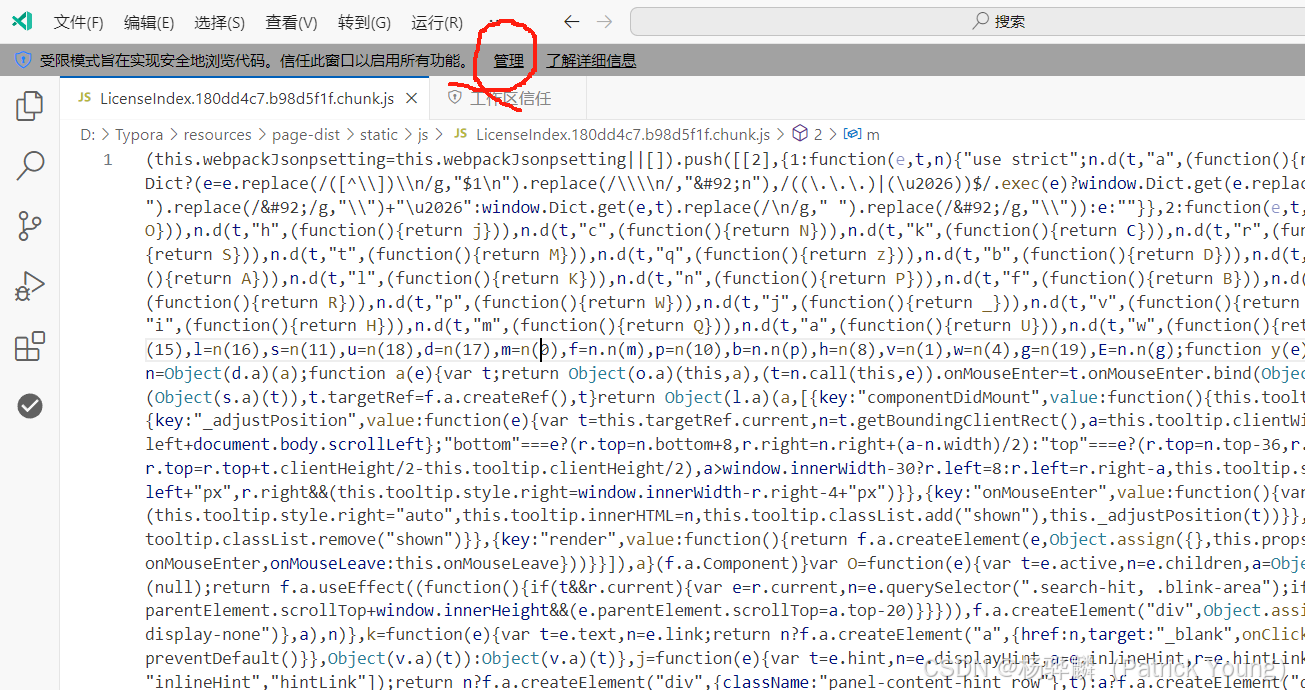 文件(F) 编辑(E) 选择(S) 查看(V) 转到(G) 运行(R) 搜索
受限模式旨在实现安全地浏览代码。信任此窗口以启用所有功能。 管理 了解详细信息
JS LicenseIndex.180dd4c7.b98d5f1f.chunk.js 工作区信任
D: > Typora > resources > page-dist > static > js > JS LicenseIndex.180dd4c7.b98d5f1f.chunk.js > 2 > m
1 (this.webpackJsonpsetting=this.webpackJsonpsetting||[]).push([[2],{1:function(e,t,n){"use strict";n.d(t,"a",(function(){r
Dict?(e=e.replace(/([^\\])\\n/g,"$1\n").replace(/\\\\n/,"&#92;n"),/((\.\.\.)|(\u2026))$/.exec(e)?window.Dict.get(e.replac
").replace(/&#92;/g,"\\")+"\u2026":window.Dict.get(e,t).replace(/\n/g," ").replace(/&#92;/g,"\\")):e:""}},2:function(e,t,
O})),n.d(t,"h",(function(){return j})),n.d(t,"c",(function(){return N})),n.d(t,"k",(function(){return C})),n.d(t,"r",(fun
{return S})),n.d(t,"t",(function(){return M})),n.d(t,"q",(function(){return z})),n.d(t,"b",(function(){return D})),n.d(t,
(){return A})),n.d(t,"l",(function(){return K})),n.d(t,"n",(function(){return P})),n.d(t,"f",(function(){return B})),n.d(t
(function(){return R})),n.d(t,"p",(function(){return W})),n.d(t,"j",(function(){return _})),n.d(t,"v",(function(){return
"i",(function(){return H})),n.d(t,"m",(function(){return Q})),n.d(t,"a",(function(){return U})),n.d(t,"w",(function(){ret
(15),l=n(16),s=n(11),u=n(18),d=n(17),m=n(0),f=n.n(m),p=n(10),b=n.n(p),h=n(8),v=n(1),w=n(4),g=n(19),E=n.n(g);function y(e)
n=Object(d.a)(a);function a(e){var t;return Object(o.a)(this,a),(t=n.call(this,e)).onMouseEnter=t.onMouseEnter.bind(Objec
(Object(s.a)(t)),t.targetRef=f.a.createRef(),t}return Object(l.a)(a,[{key:"componentDidMount",value:function(){this.toolt
{key:"_adjustPosition",value:function(e){var t=this.targetRef.current,n=t.getBoundingClientRect(),a=this.tooltip.clientWi
left+document.body.scrollLeft};"bottom"===e?(r.top=n.bottom+8,r.right=n.right+(a-n.width)/2):"top"===e?(r.top=n.top-36,r.
r.top=r.top+t.clientHeight/2-this.tooltip.clientHeight/2),a>window.innerWidth-30?r.left=8:r.left=r.right-a,this.tooltip.s
left+"px",r.right&&(this.tooltip.style.right=window.innerWidth-r.right-4+"px")}},{key:"onMouseEnter",value:function(){var
(this.tooltip.style.right="auto",this.tooltip.innerHTML=n,this.tooltip.classList.add("shown"),this._adjustPosition(t))}},
tooltip.classList.remove("shown")}},{key:"render",value:function(){return f.a.createElement(e,Object.assign({},this.props
onMouseEnter,onMouseLeave:this.onMouseLeave}))}}]),a}(f.a.Component)}var O=function(e){var t=e.active,n=e.children,a=Obje
(null);return f.a.useEffect((function(){if(t&&r.current){var e=r.current,n=e.querySelector(".search-hit, .blink-area");if
parentElement.scrollTop+window.innerHeight&&(e.parentElement.scrollTop=a.top-20)}}})),f.a.createElement("div",Object.assi
display-none")},a),n)},k=function(e){var t=e.text,n=e.link;return n?f.a.createElement("a",{href:n,target:"_blank",onClick
preventDefault()}},Object(v.a)(t)):Object(v.a)(t)},j=function(e){var t=e.hint,n=e.displayHint,a=e.inlineHint,r=e.hintLink
"inlineHint","hintLink"]);return n?f.a.createElement("div",{className:"panel-content-hint row"},t):a?f.a.createElement("d
CSDN @杨骅麟 (Patrick Young)